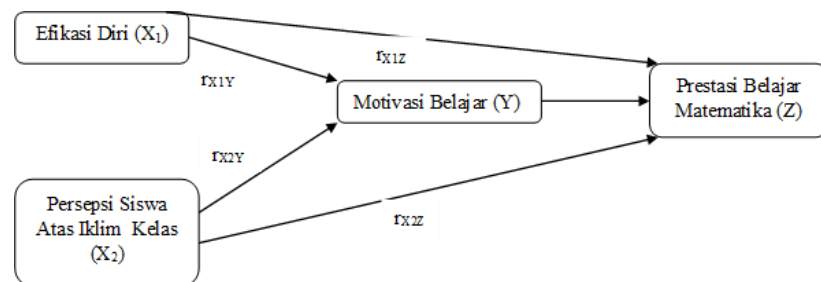 Efikasi Diri (X₁)
rX1Z
rX1Y
Motivasi Belajar (Y)
Prestasi Belajar
Matematika (Z)
rX2Y
Persepsi Siswa
Atas Iklim Kelas
(X₂)
rX2Z